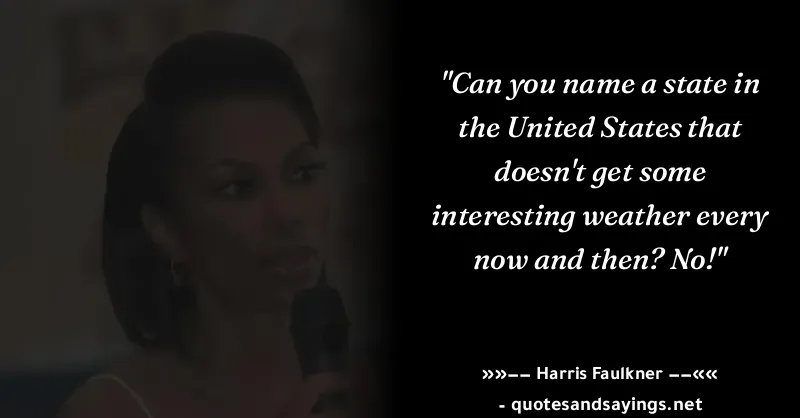 "Can you name a state in
the United States that
doesn't get some
interesting weather every
now and then? No!"
»»–– Harris Faulkner ––««
- quotesandsayings.net